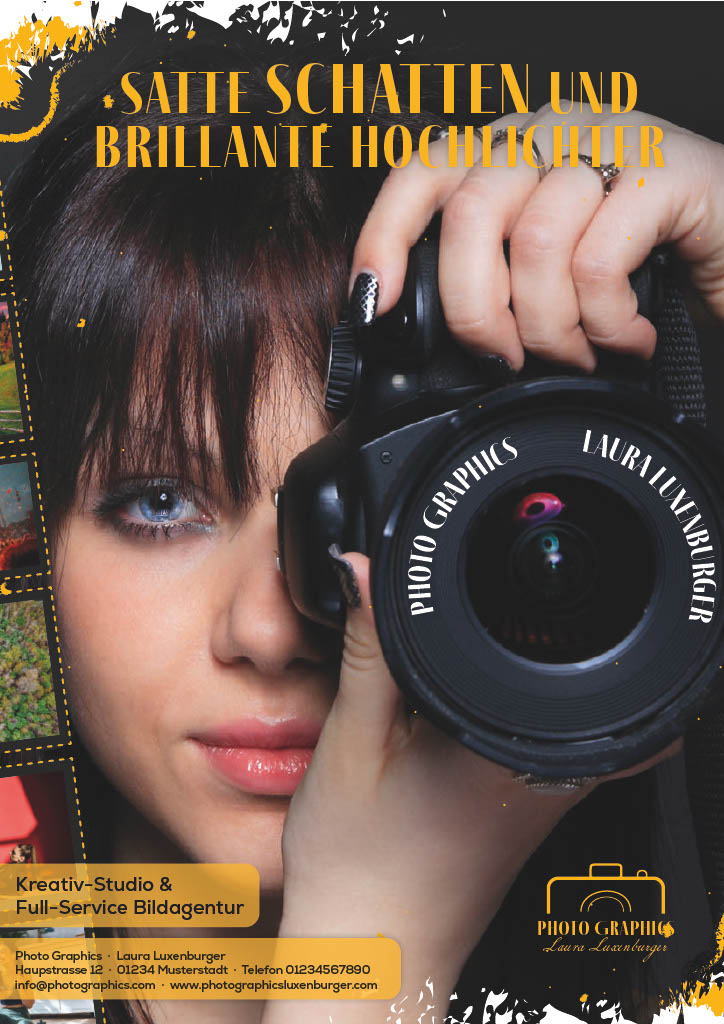 SATTE SCHATTEN UND
BRILLANTE HOCHLICHTER
PHOTO GRAPHICS
LAURA LUXENBURGER
Kreativ-Studio &
Full-Service Bildagentur
PHOTO GRAPHICS
Laura Luxenburger
Photo Graphics · Laura Luxenburger
Haupstrasse 12 · 01234 Musterstadt · Telefon 01234567890
info@photographics.com · www.photographicsluxenburger.com